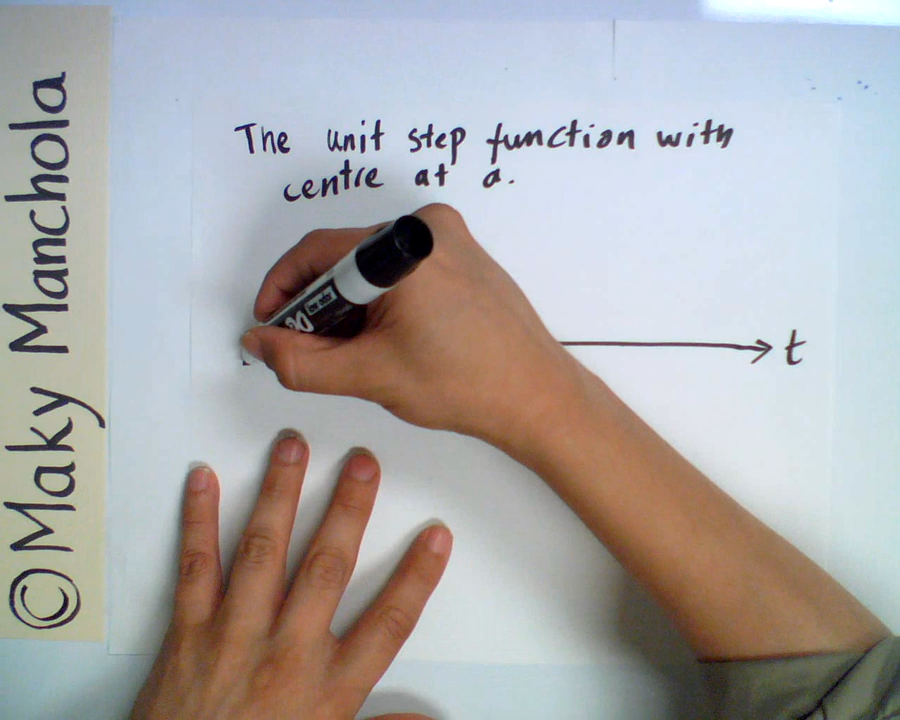 The unit step function with
centre at a.
t
©Maky Manchola